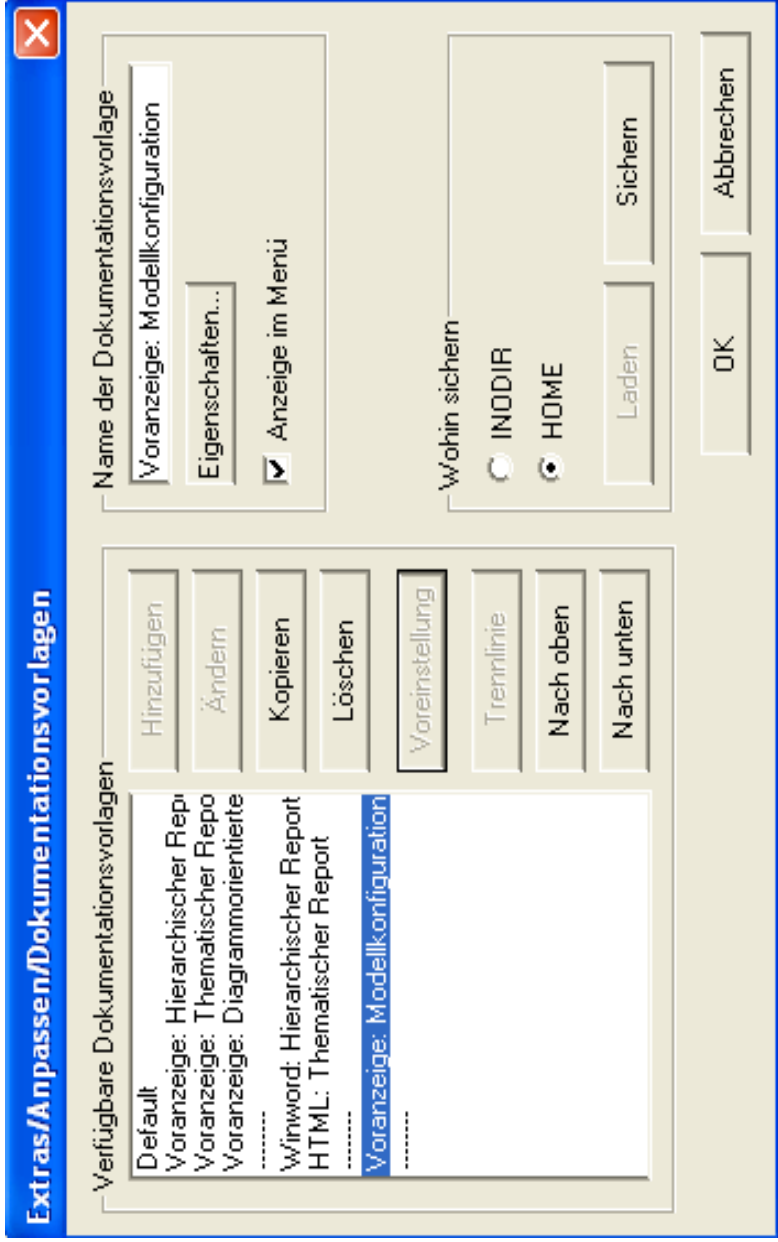 Extras/Anpassen/Dokumentationsvorlagen
Verfügbare Dokumentationsvorlagen
Default
Voranzeige: Hierarchischer Repo
Voranzeige: Thematischer Repo
Voranzeige: Diagrammorientierte
-------
Winword: Hierarchischer Report
HTML: Thematischer Report
-------
Voranzeige: Modellkonfiguration
-------
Hinzufügen
Ändern
Kopieren
Löschen
Voreinstellung
Trennlinie
Nach oben
Nach unten
Name der Dokumentationsvorlage
Voranzeige: Modellkonfiguration
Eigenschaften...
Anzeige im Menü
Wohin sichern
INODIR
HOME
Laden
Sichern
OK
Abbrechen